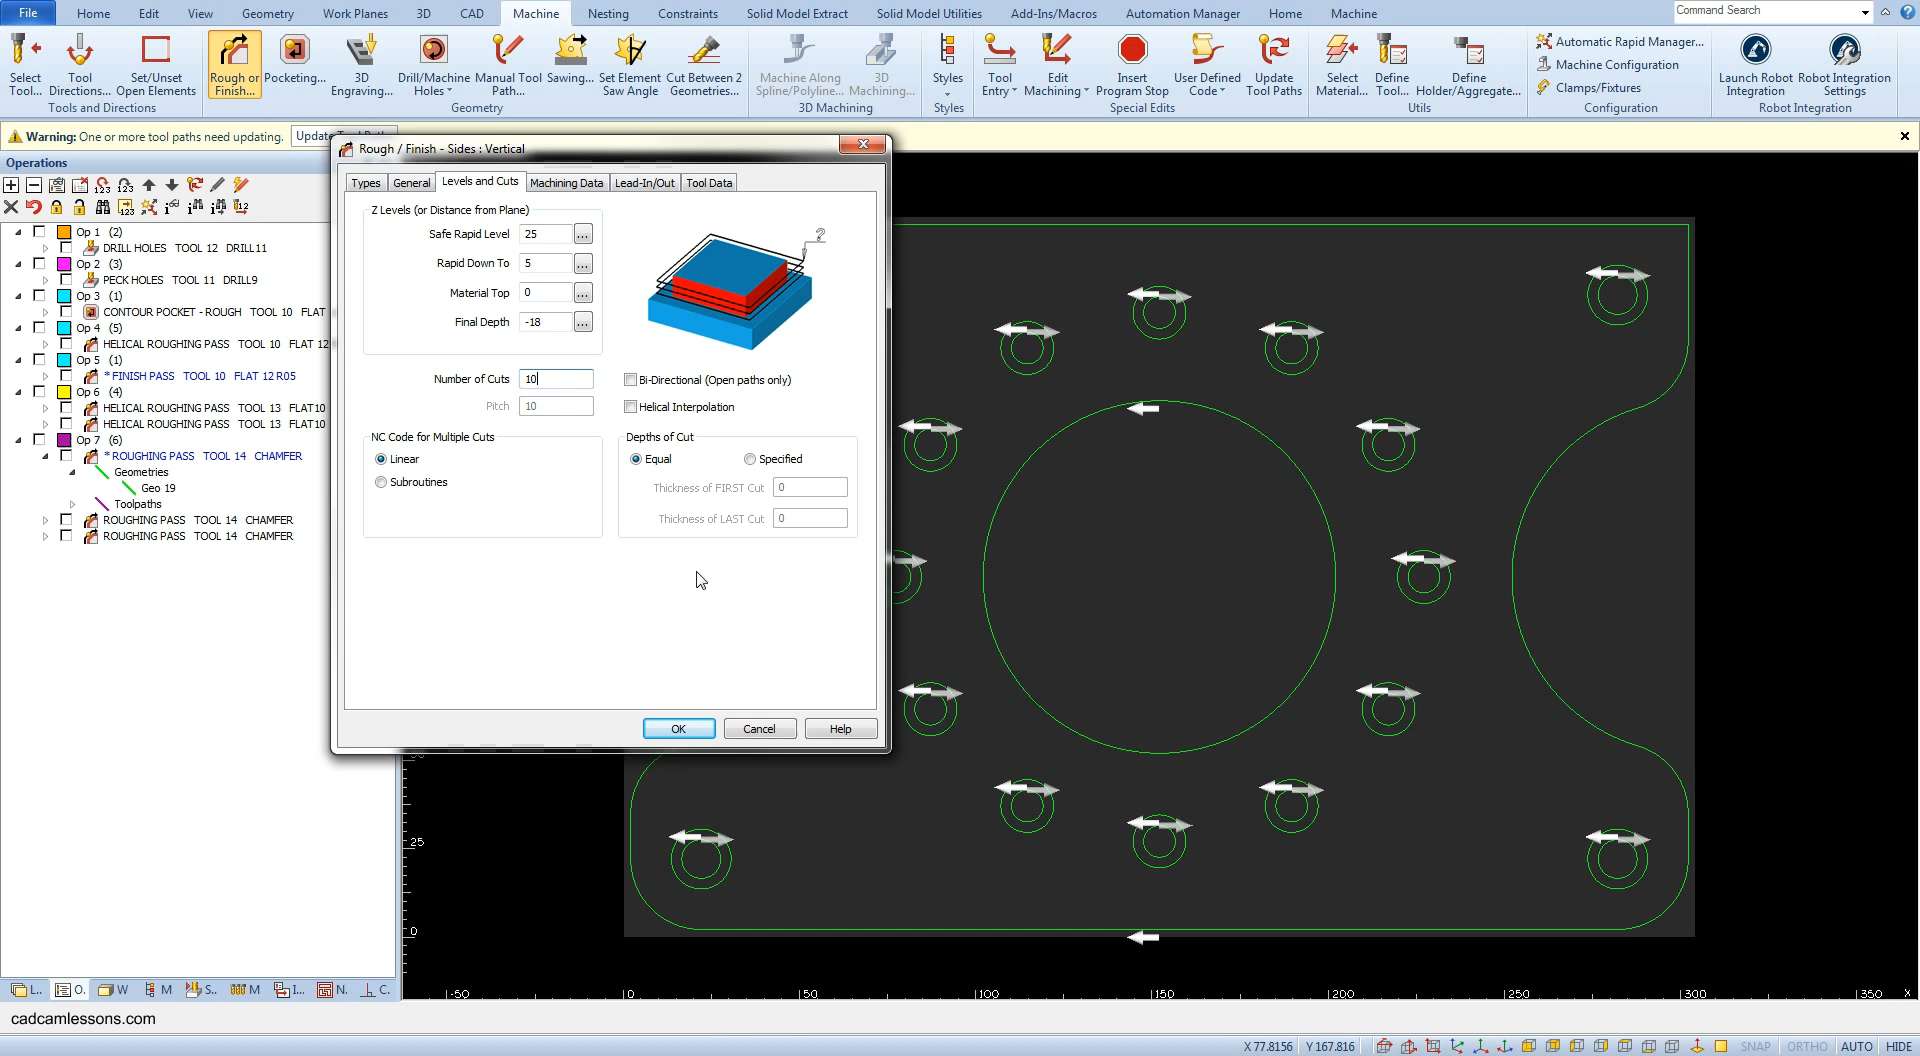 File Home Edit View Geometry Work Planes 3D CAD Machine Nesting Constraints Solid Model Extract Solid Model Utilities Add-Ins/Macros Automation Manager Home Machine Command Search
Select Tool... Tool Directions... Set/Unset Open Elements Rough or Finish... Pocketing... 3D Engraving... Drill/Machine Holes Manual Tool Path... Sawing... Set Element Saw Angle Cut Between 2 Geometries... Machine Along Spline/Polyline... 3D Machining... Styles Tool Entry Edit Machining Insert Program Stop User Defined Code Update Tool Paths Select Material... Define Tool... Define Holder/Aggregate... Automatic Rapid Manager... Machine Configuration Clamps/Fixtures Launch Robot Integration Robot Integration Settings
Tools and Directions Geometry 3D Machining Styles Special Edits Utils Configuration Robot Integration
Warning: One or more tool paths need updating.
Operations
Op 1 (2)
DRILL HOLES TOOL 12 DRILL11
Op 2 (3)
PECK HOLES TOOL 11 DRILL9
Op 3 (1)
CONTOUR POCKET - ROUGH TOOL 10 FLAT
Op 4 (5)
HELICAL ROUGHING PASS TOOL 10 FLAT 12
Op 5 (1)
* FINISH PASS TOOL 10 FLAT 12 R05
Op 6 (4)
HELICAL ROUGHING PASS TOOL 13 FLAT10
HELICAL ROUGHING PASS TOOL 13 FLAT10
Op 7 (6)
* ROUGHING PASS TOOL 14 CHAMFER
Geometries
Geo 19
Toolpaths
ROUGHING PASS TOOL 14 CHAMFER
ROUGHING PASS TOOL 14 CHAMFER
L.. O. W M S.. M I... N. C.
Rough / Finish - Sides : Vertical
Types General Levels and Cuts Machining Data Lead-In/Out Tool Data
Z Levels (or Distance from Plane)
Safe Rapid Level 25 ...
Rapid Down To 5 ...
Material Top 0 ...
Final Depth -18 ...
?
Number of Cuts 10
Pitch 10
Bi-Directional (Open paths only)
Helical Interpolation
NC Code for Multiple Cuts
Linear
Subroutines
Depths of Cut
Equal Specified
Thickness of FIRST Cut 0
Thickness of LAST Cut 0
OK Cancel Help
25
0
-50 0 50 100 150 200 250 300 350 X
cadcamlessons.com
X 77.8156 Y 167.816 SNAP ORTHO AUTO HIDE